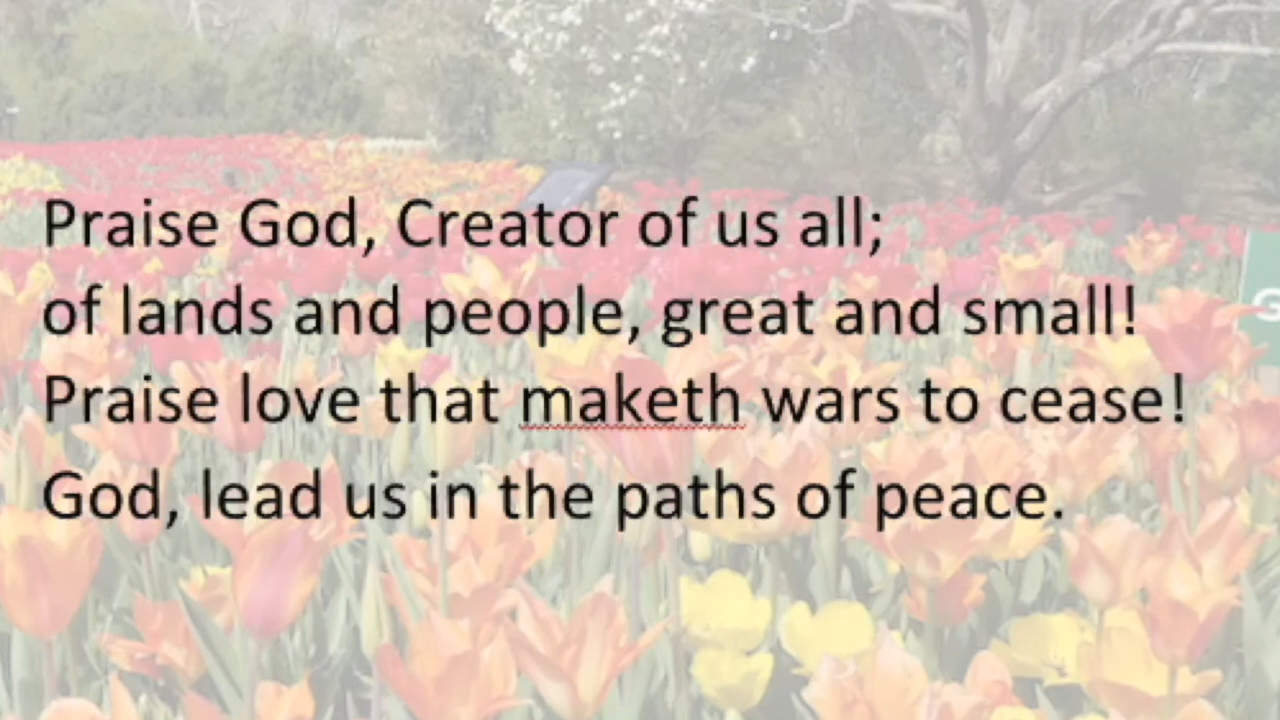 Praise God, Creator of us all;
of lands and people, great and small!
Praise love that maketh wars to cease!
God, lead us in the paths of peace.